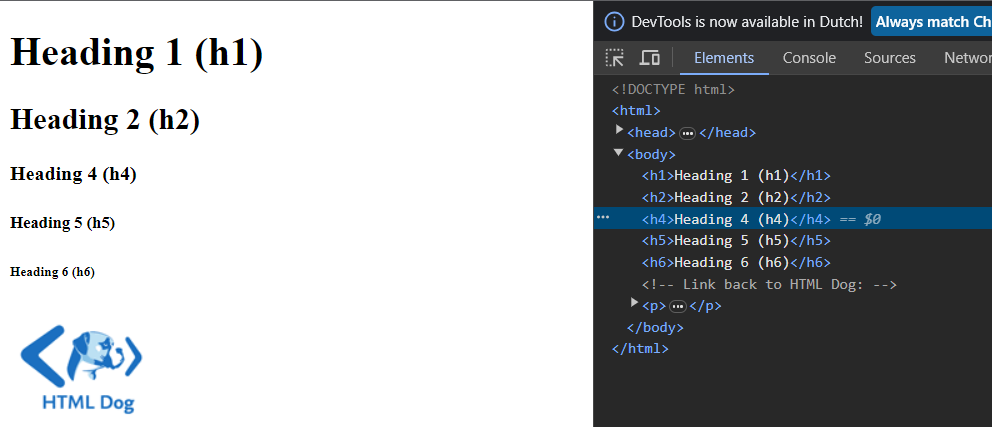 Heading 1 (h1)
Heading 2 (h2)
Heading 4 (h4)
Heading 5 (h5)
Heading 6 (h6)
HTML Dog
DevTools is now available in Dutch! Always match Ch
Elements Console Sources Networ
<!DOCTYPE html>
<html>
<head> … </head>
<body>
<h1>Heading 1 (h1)</h1>
<h2>Heading 2 (h2)</h2>
<h4>Heading 4 (h4)</h4> == $0
<h5>Heading 5 (h5)</h5>
<h6>Heading 6 (h6)</h6>
<!-- Link back to HTML Dog: -->
<p> … </p>
</body>
</html>